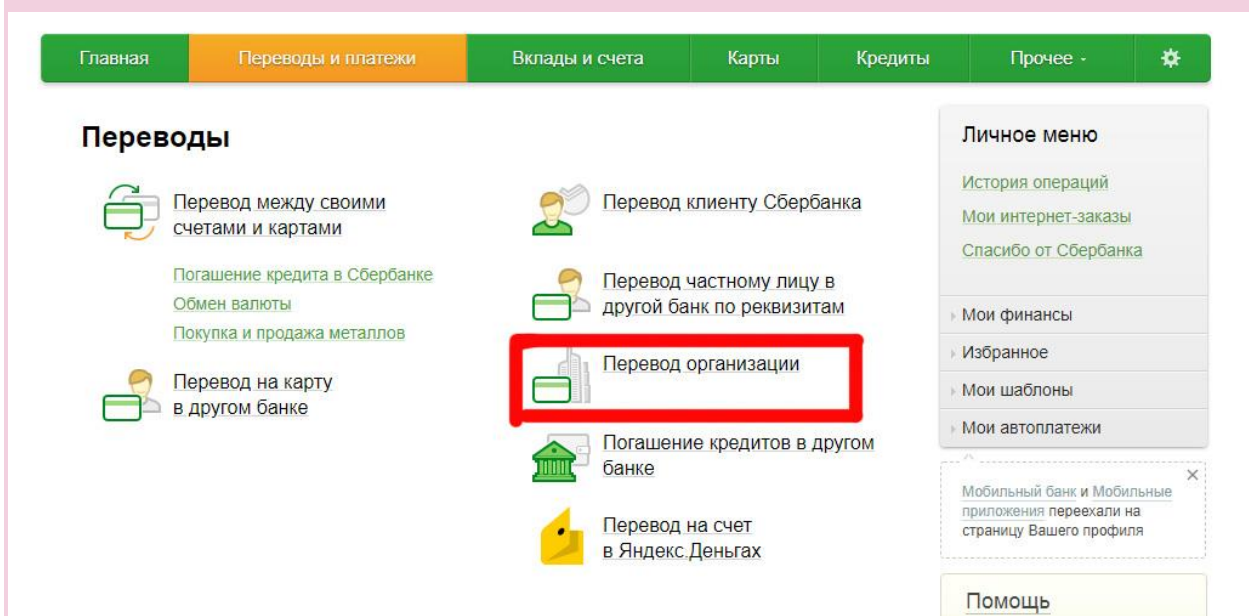 Главная Переводы и платежи Вклады и счета Карты Кредиты Прочее
Переводы
Перевод между своими
счетами и картами
Погашение кредита в Сбербанке
Обмен валюты
Покупка и продажа металлов
Перевод на карту
в другом банке
Перевод клиенту Сбербанка
Перевод частному лицу в
другой банк по реквизитам
Перевод организации
Погашение кредитов в другом
банке
Перевод на счет
в Яндекс.Деньгах
Личное меню
История операций
Мои интернет-заказы
Спасибо от Сбербанка
Мои финансы
Избранное
Мои шаблоны
Мои автоплатежи
Мобильный банк и Мобильные
приложения переехали на
страницу Вашего профиля
Помощь